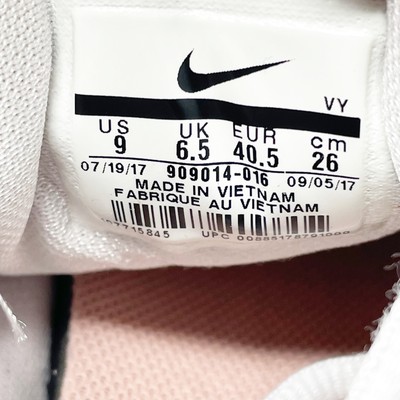 VY
US UK EUR cm
9 6.5 40.5 26
07/19/17 909014-016 09/05/17
MADE IN VIETNAM
FABRIQUE AU VIETNAM
UPC